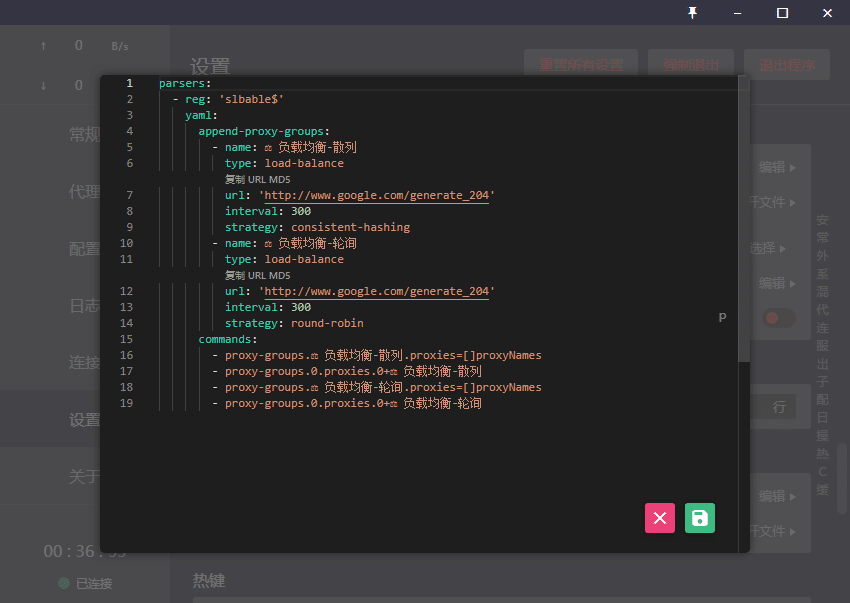 ↑ 0 B/s
↓ 0
设置
重置所有设置 强制退出 退出程序
常规
代理
配置
日志
连接
设置
关于
00 : 36 :
已连接
1 parsers:
2 - reg: 'slbable$'
3 yaml:
4 append-proxy-groups:
5 - name: ⚖ 负载均衡-散列
6 type: load-balance
复制 URL MD5
7 url: 'http://www.google.com/generate_204'
8 interval: 300
9 strategy: consistent-hashing
10 - name: ⚖ 负载均衡-轮询
11 type: load-balance
复制 URL MD5
12 url: 'http://www.google.com/generate_204'
13 interval: 300
14 strategy: round-robin
15 commands:
16 - proxy-groups.⚖ 负载均衡-散列.proxies=[]proxyNames
17 - proxy-groups.0.proxies.0+⚖ 负载均衡-散列
18 - proxy-groups.⚖ 负载均衡-轮询.proxies=[]proxyNames
19 - proxy-groups.0.proxies.0+⚖ 负载均衡-轮询
P
编辑
文件
选择
编辑
行
编辑
文件
热键
安
常
外
系
混
代
连
服
出
子
配
日
操
热
C